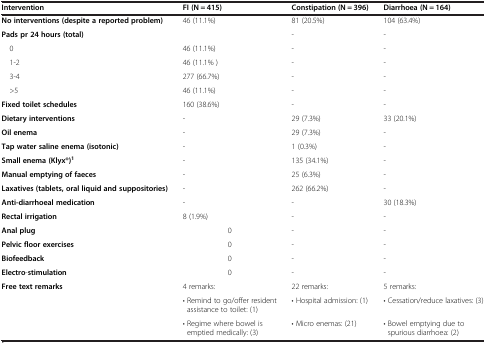 Intervention FI (N = 415) Constipation (N = 396) Diarrhoea (N = 164)
No interventions (despite a reported problem) 46 (11.1%) 81 (20.5%) 104 (63.4%)
Pads pr 24 hours (total) - -
0 46 (11.1%) - -
1-2 46 (11.1% ) - -
3-4 277 (66.7%) - -
>5 46 (11.1%) - -
Fixed toilet schedules 160 (38.6%) - -
Dietary interventions - 29 (7.3%) 33 (20.1%)
Oil enema - 29 (7.3%) -
Tap water saline enema (isotonic) - 1 (0.3%) -
Small enema (Klyx®)1 - 135 (34.1%) -
Manual emptying of faeces - 25 (6.3%) -
Laxatives (tablets, oral liquid and suppositories) - 262 (66.2%) -
Anti-diarrhoeal medication - - 30 (18.3%)
Rectal irrigation 8 (1.9%) - -
Anal plug 0 - -
Pelvic floor exercises 0 - -
Biofeedback 0 - -
Electro-stimulation 0 - -
Free text remarks 4 remarks: 22 remarks: 5 remarks:
• Remind to go/offer resident • Hospital admission: (1) • Cessation/reduce laxatives: (3)
assistance to toilet: (1)
• Regime where bowel is • Micro enemas: (21) • Bowel emptying due to
emptied medically: (3) spurious diarrhoea: (2)